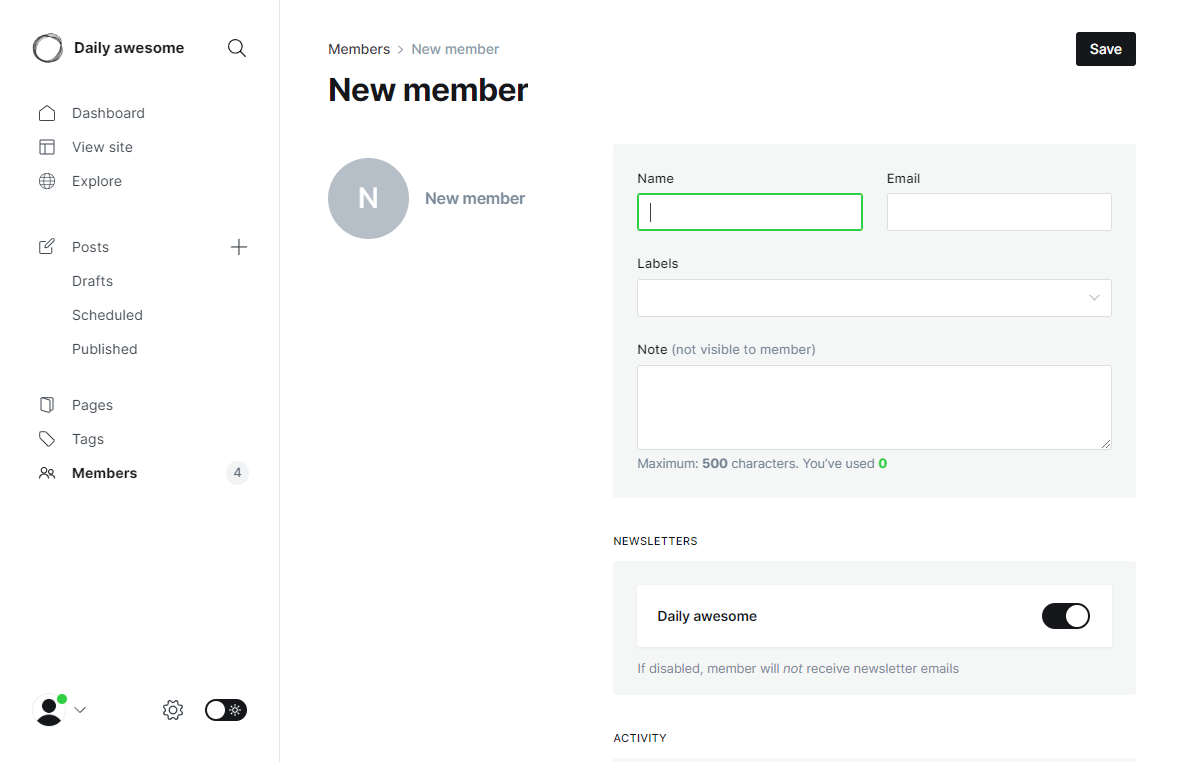 Daily awesome
Dashboard
View site
Explore
Posts
Drafts
Scheduled
Published
Pages
Tags
Members 4
Members > New member
Save
New member
N New member
Name Email
Labels
Note (not visible to member)
Maximum: 500 characters. You’ve used 0
NEWSLETTERS
Daily awesome
If disabled, member will not receive newsletter emails
ACTIVITY